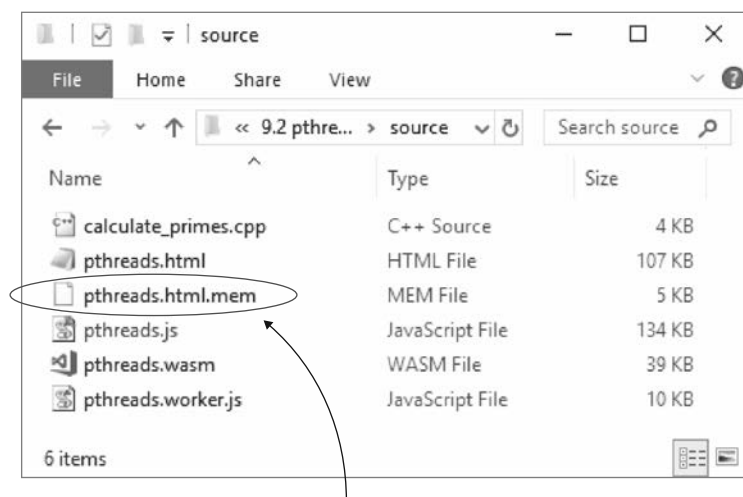 source
File Home Share View
« 9.2 pthre... > source Search source
Name Type Size
calculate_primes.cpp C++ Source 4 KB
pthreads.html HTML File 107 KB
pthreads.html.mem MEM File 5 KB
pthreads.js JavaScript File 134 KB
pthreads.wasm WASM File 39 KB
pthreads.worker.js JavaScript File 10 KB
6 items